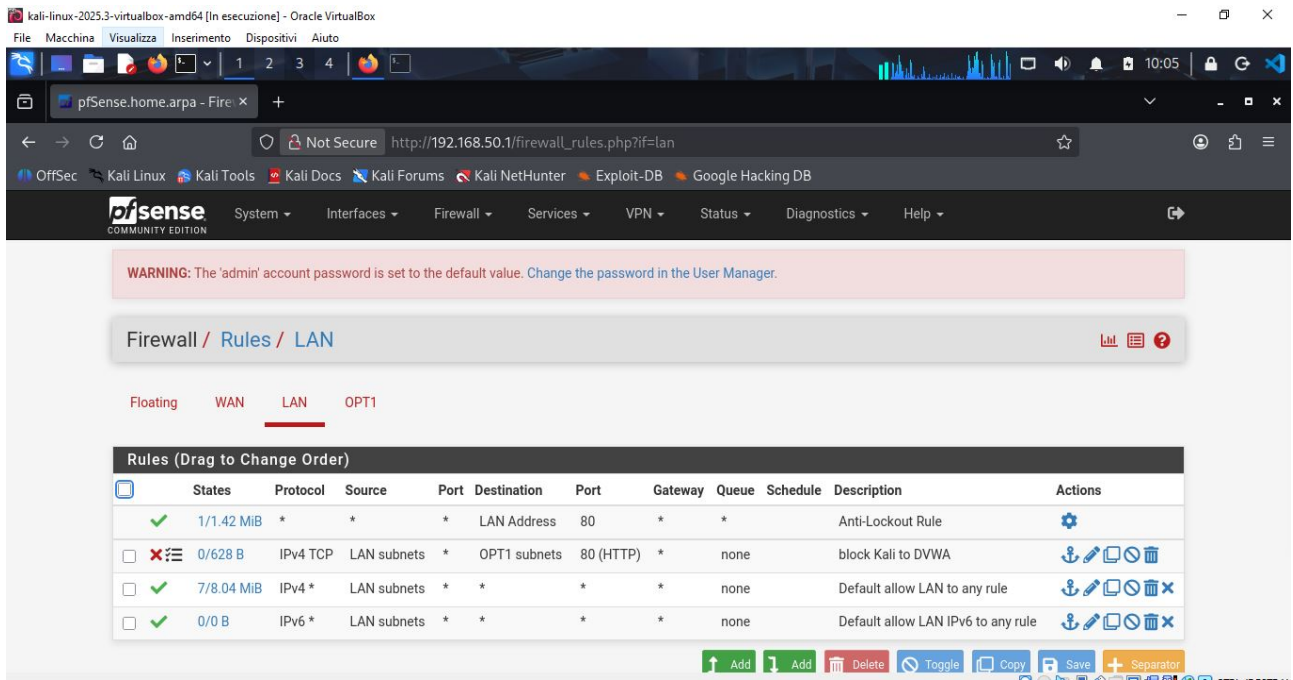 kali-linux-2025.3-virtualbox-amd64 [In esecuzione] - Oracle VirtualBox
File Macchina Visualizza Inserimento Dispositivi Aiuto
1 2 3 4 10:05
pfSense.home.arpa - Fire
Not Secure http://192.168.50.1/firewall_rules.php?if=lan
OffSec Kali Linux Kali Tools Kali Docs Kali Forums Kali NetHunter Exploit-DB Google Hacking DB
pfsense System Interfaces Firewall Services VPN Status Diagnostics Help
COMMUNITY EDITION
WARNING: The 'admin' account password is set to the default value. Change the password in the User Manager.
Firewall / Rules / LAN
Floating WAN LAN OPT1
Rules (Drag to Change Order)
States Protocol Source Port Destination Port Gateway Queue Schedule Description Actions
1/1.42 MiB * * * LAN Address 80 * * Anti-Lockout Rule
0/628 B IPv4 TCP LAN subnets * OPT1 subnets 80 (HTTP) * none block Kali to DVWA
7/8.04 MiB IPv4 * LAN subnets * * * * none Default allow LAN to any rule
0/0 B IPv6 * LAN subnets * * * * none Default allow LAN IPv6 to any rule
Add Add Delete Toggle Copy Save Separator